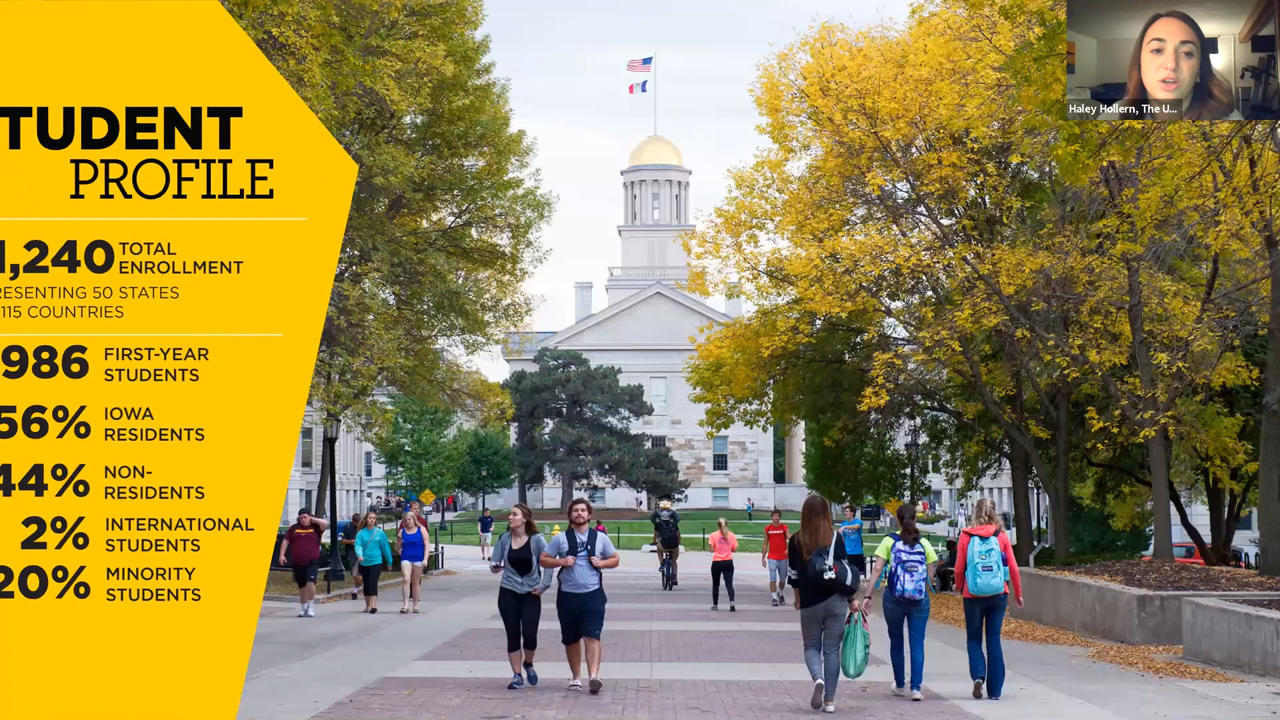 TUDENT
PROFILE
1,240 TOTAL
ENROLLMENT
RESENTING 50 STATES
115 COUNTRIES
986 FIRST-YEAR
STUDENTS
56% IOWA
RESIDENTS
44% NON-
RESIDENTS
2% INTERNATIONAL
STUDENTS
20% MINORITY
STUDENTS
Haley Hollern, The U...